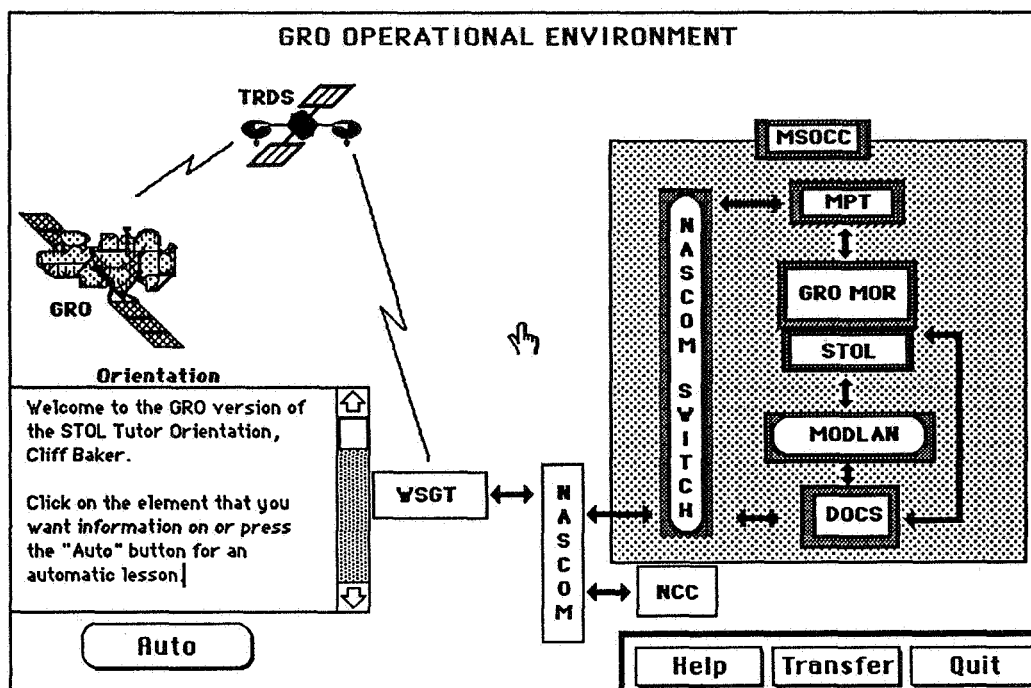 GRO OPERATIONAL ENVIRONMENT
TRDS
GRO
MSOCC
MPT
NASCOM SWITCH
GRO MOR
STOL
MODLAN
DOCS
Orientation
Welcome to the GRO version of
the STOL Tutor Orientation,
Cliff Baker.
Click on the element that you
want information on or press
the "Auto" button for an
automatic lesson.
WSGT
NASCOM
NCC
Auto
Help
Transfer
Quit